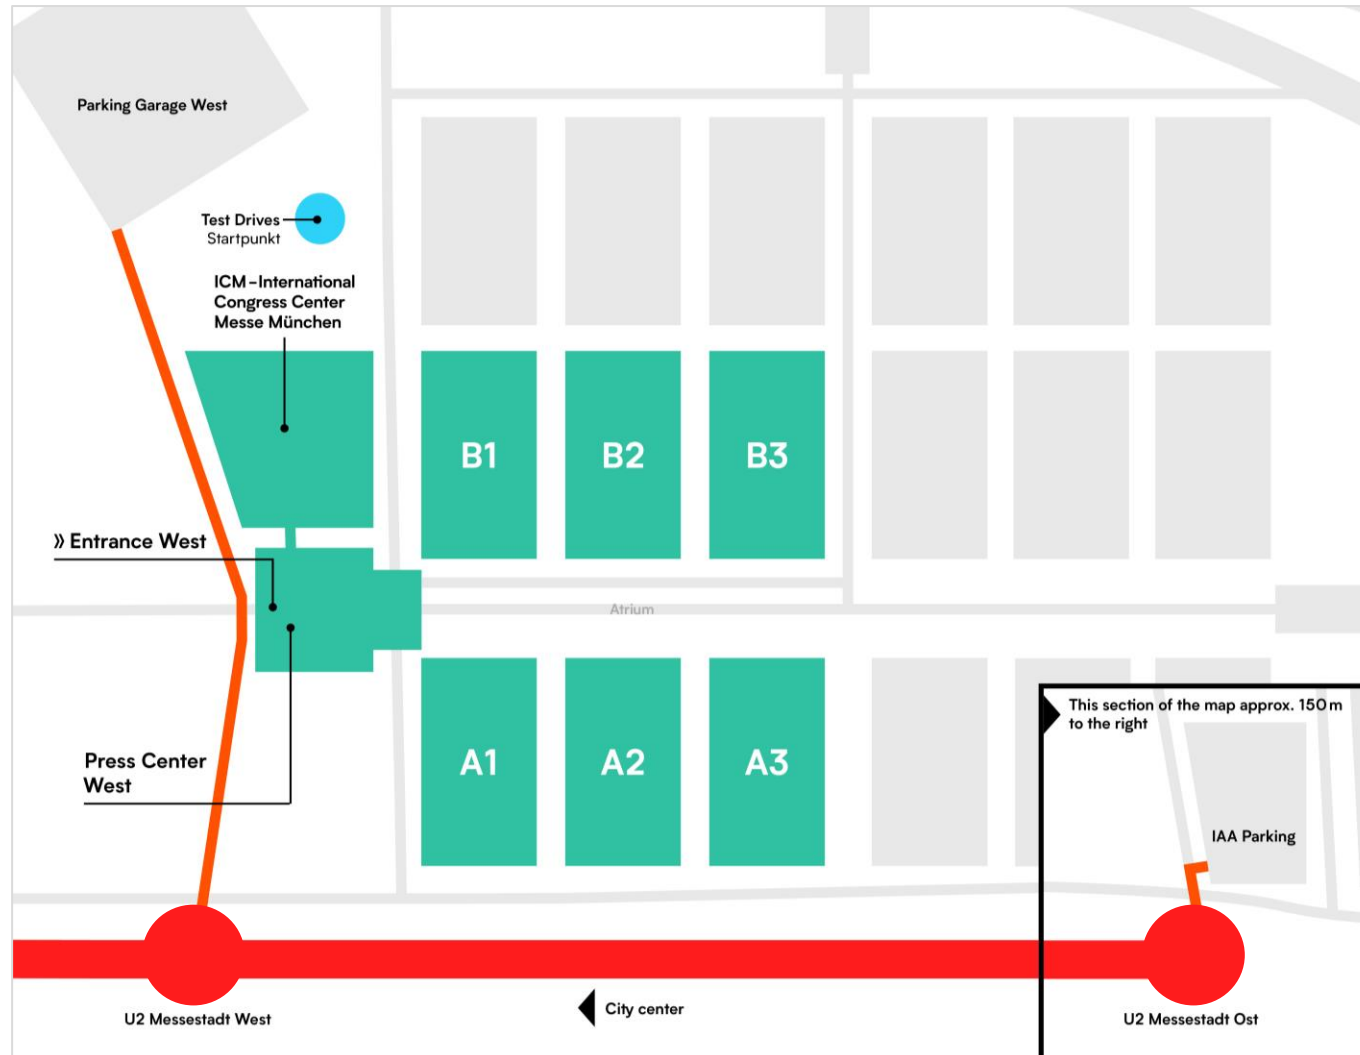 Parking Garage West
Test Drives
Startpunkt
ICM – International
Congress Center
Messe München
B1
B2
B3
» Entrance West
Atrium
Press Center
West
A1
A2
A3
This section of the map approx. 150 m
to the right
IAA Parking
City center
U2 Messestadt West
U2 Messestadt Ost